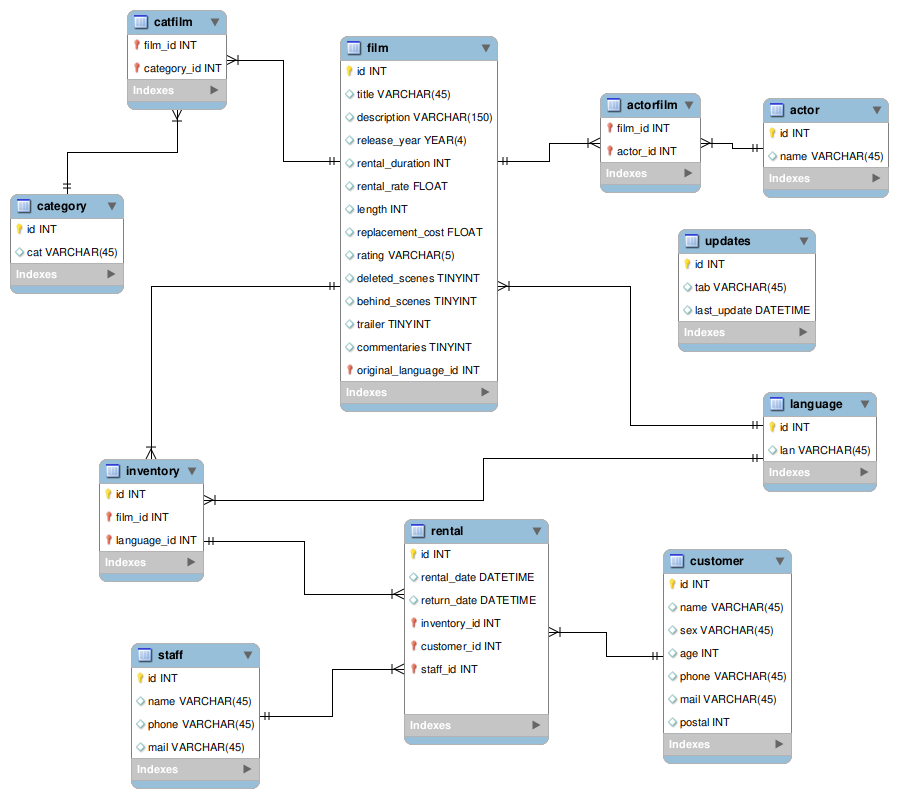 catfilm
film_id INT
category_id INT
Indexes
film
id INT
title VARCHAR(45)
description VARCHAR(150)
release_year YEAR(4)
rental_duration INT
rental_rate FLOAT
length INT
replacement_cost FLOAT
rating VARCHAR(5)
deleted_scenes TINYINT
behind_scenes TINYINT
trailer TINYINT
commentaries TINYINT
original_language_id INT
Indexes
actorfilm
film_id INT
actor_id INT
Indexes
actor
id INT
name VARCHAR(45)
Indexes
category
id INT
cat VARCHAR(45)
Indexes
updates
id INT
tab VARCHAR(45)
last_update DATETIME
Indexes
language
id INT
lan VARCHAR(45)
Indexes
inventory
id INT
film_id INT
language_id INT
Indexes
rental
id INT
rental_date DATETIME
return_date DATETIME
inventory_id INT
customer_id INT
staff_id INT
Indexes
customer
id INT
name VARCHAR(45)
sex VARCHAR(45)
age INT
phone VARCHAR(45)
mail VARCHAR(45)
postal INT
Indexes
staff
id INT
name VARCHAR(45)
phone VARCHAR(45)
mail VARCHAR(45)
Indexes